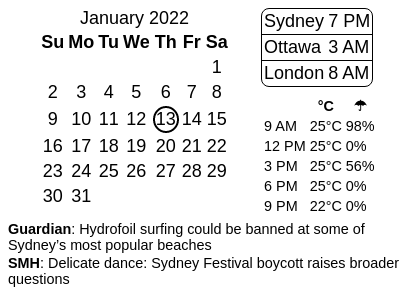 January 2022
Su Mo Tu We Th Fr Sa
1
2 3 4 5 6 7 8
9 10 11 12 13 14 15
16 17 18 19 20 21 22
23 24 25 26 27 28 29
30 31
Sydney 7 PM
Ottawa 3 AM
London 8 AM
°C ☂
9 AM 25°C 98%
12 PM 25°C 0%
3 PM 25°C 56%
6 PM 25°C 0%
9 PM 22°C 0%
Guardian: Hydrofoil surfing could be banned at some of
Sydney’s most popular beaches
SMH: Delicate dance: Sydney Festival boycott raises broader
questions